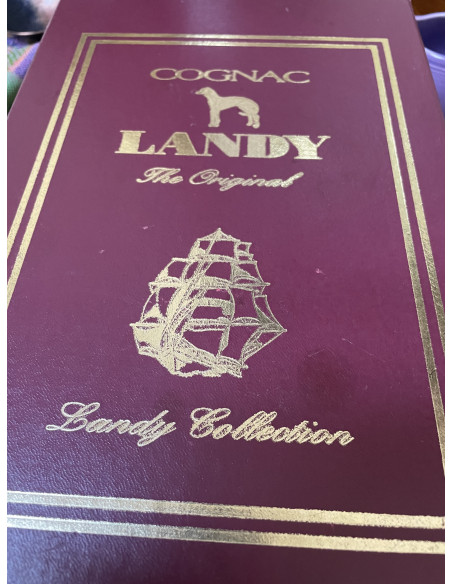 COGNAC
LANDY
The Original
Landy Collection